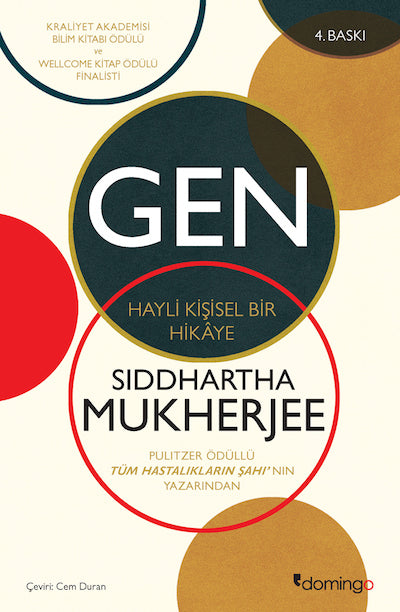 KRALİYET AKADEMİSİ
BİLİM KİTABI ÖDÜLÜ
ve
WELLCOME KİTAP ÖDÜLÜ
FİNALİSTİ
4. BASKI
GEN
HAYLİ KİŞİSEL BİR
HİKÂYE
SIDDHARTHA
MUKHERJEE
PULITZER ÖDÜLLÜ
TÜM HASTALIKLARIN ŞAHI’ NIN
YAZARINDAN
Çeviri: Cem Duran
domingo